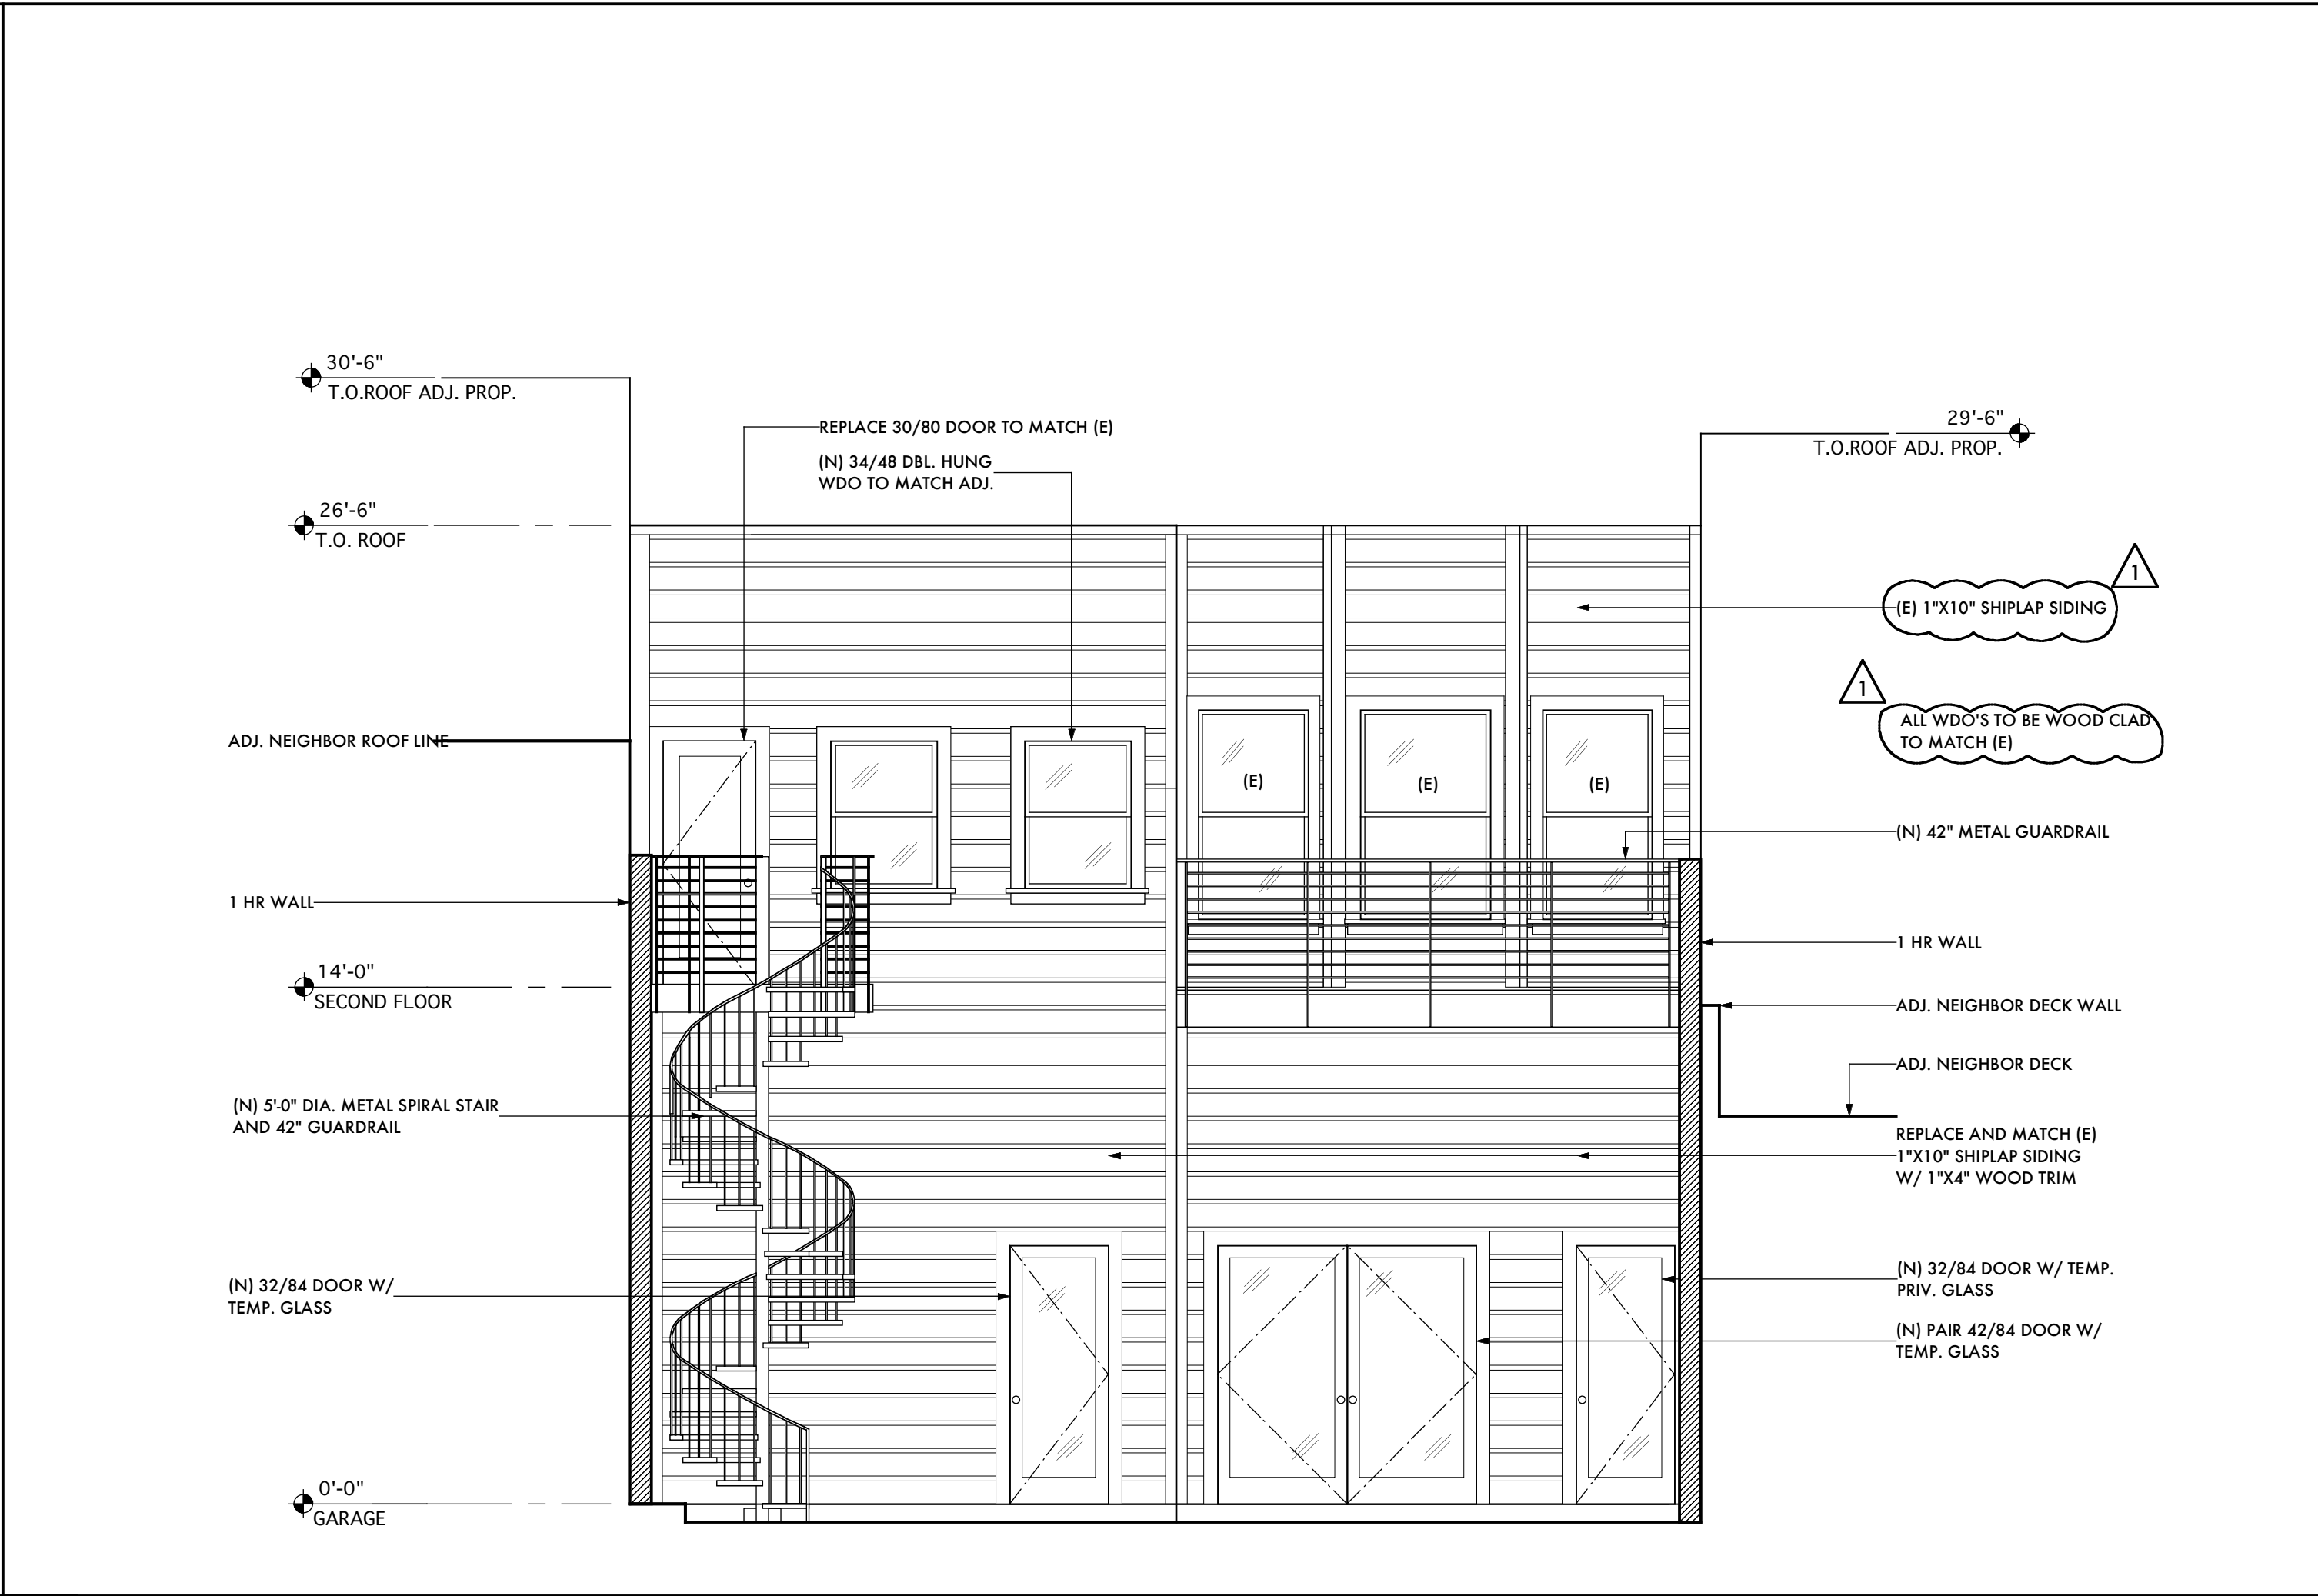 30'-6"
T.O.ROOF ADJ. PROP.
REPLACE 30/80 DOOR TO MATCH (E)
(N) 34/48 DBL. HUNG
WDO TO MATCH ADJ.
29'-6"
T.O.ROOF ADJ. PROP.
26'-6"
T.O. ROOF
1
(E) 1"X10" SHIPLAP SIDING
1
ALL WDO'S TO BE WOOD CLAD
TO MATCH (E)
ADJ. NEIGHBOR ROOF LINE
(E)
(E)
(E)
(N) 42" METAL GUARDRAIL
1 HR WALL
1 HR WALL
14'-0"
SECOND FLOOR
ADJ. NEIGHBOR DECK WALL
ADJ. NEIGHBOR DECK
(N) 5'-0" DIA. METAL SPIRAL STAIR
AND 42" GUARDRAIL
REPLACE AND MATCH (E)
1"X10" SHIPLAP SIDING
W/ 1"X4" WOOD TRIM
(N) 32/84 DOOR W/
TEMP. GLASS
(N) 32/84 DOOR W/ TEMP.
PRIV. GLASS
(N) PAIR 42/84 DOOR W/
TEMP. GLASS
0'-0"
GARAGE